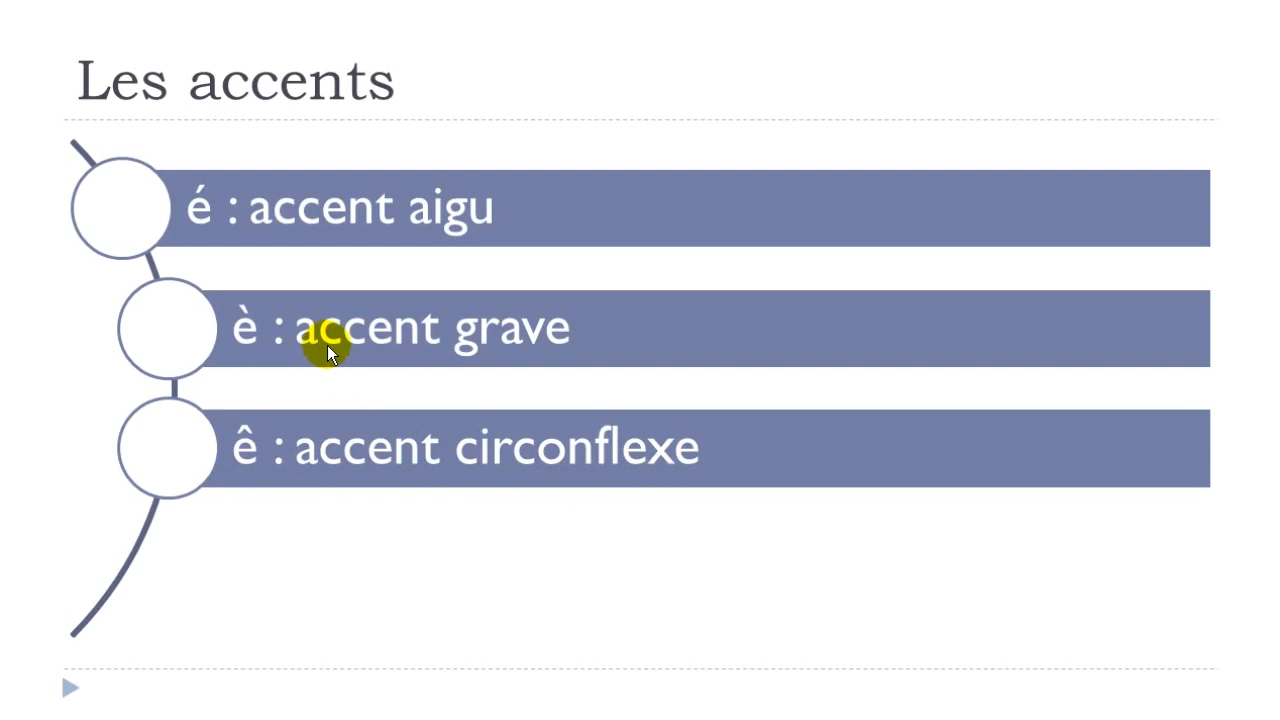 Les accents
é : accent aigu
è : accent grave
ê : accent circonflexe